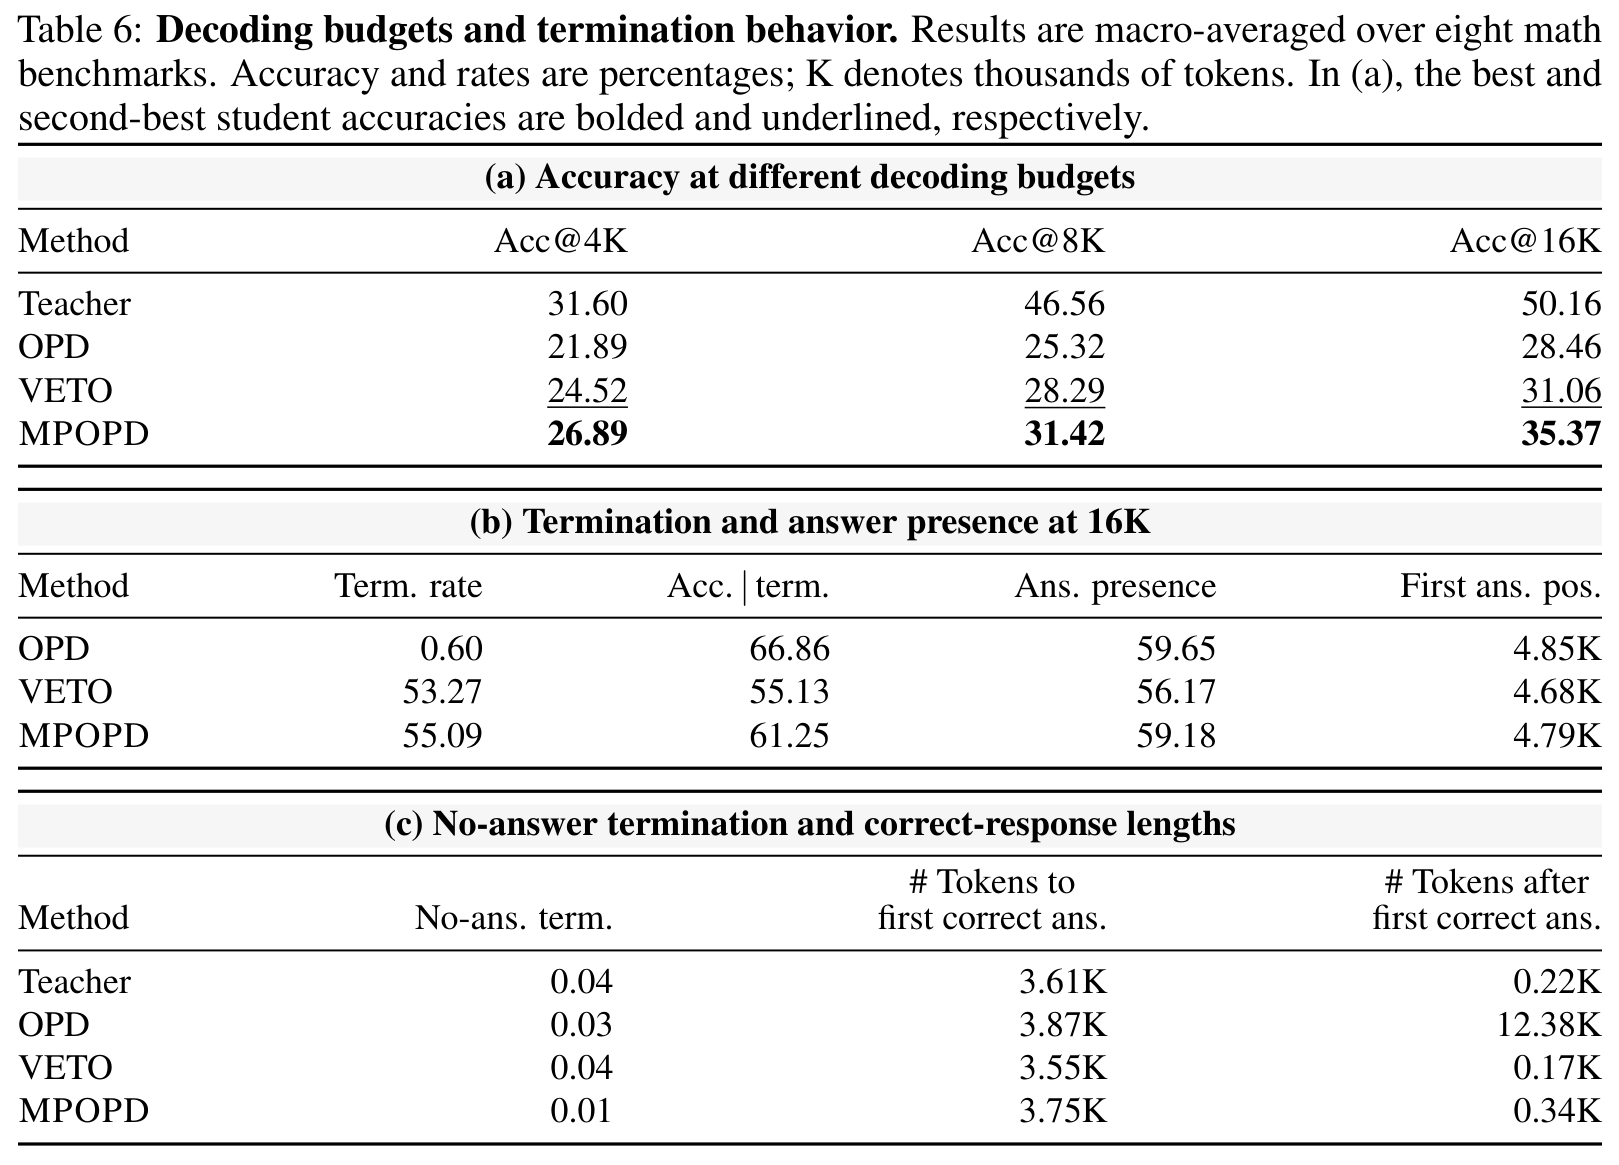 Table 6: Decoding budgets and termination behavior. Results are macro-averaged over eight math
benchmarks. Accuracy and rates are percentages; K denotes thousands of tokens. In (a), the best and
second-best student accuracies are bolded and underlined, respectively.
(a) Accuracy at different decoding budgets
Method Acc@4K Acc@8K Acc@16K
Teacher 31.60 46.56 50.16
OPD 21.89 25.32 28.46
VETO 24.52 28.29 31.06
MPOPD 26.89 31.42 35.37
(b) Termination and answer presence at 16K
Method Term. rate Acc. | term. Ans. presence First ans. pos.
OPD 0.60 66.86 59.65 4.85K
VETO 53.27 55.13 56.17 4.68K
MPOPD 55.09 61.25 59.18 4.79K
(c) No-answer termination and correct-response lengths
# Tokens to # Tokens after
Method No-ans. term. first correct ans. first correct ans.
Teacher 0.04 3.61K 0.22K
OPD 0.03 3.87K 12.38K
VETO 0.04 3.55K 0.17K
MPOPD 0.01 3.75K 0.34K